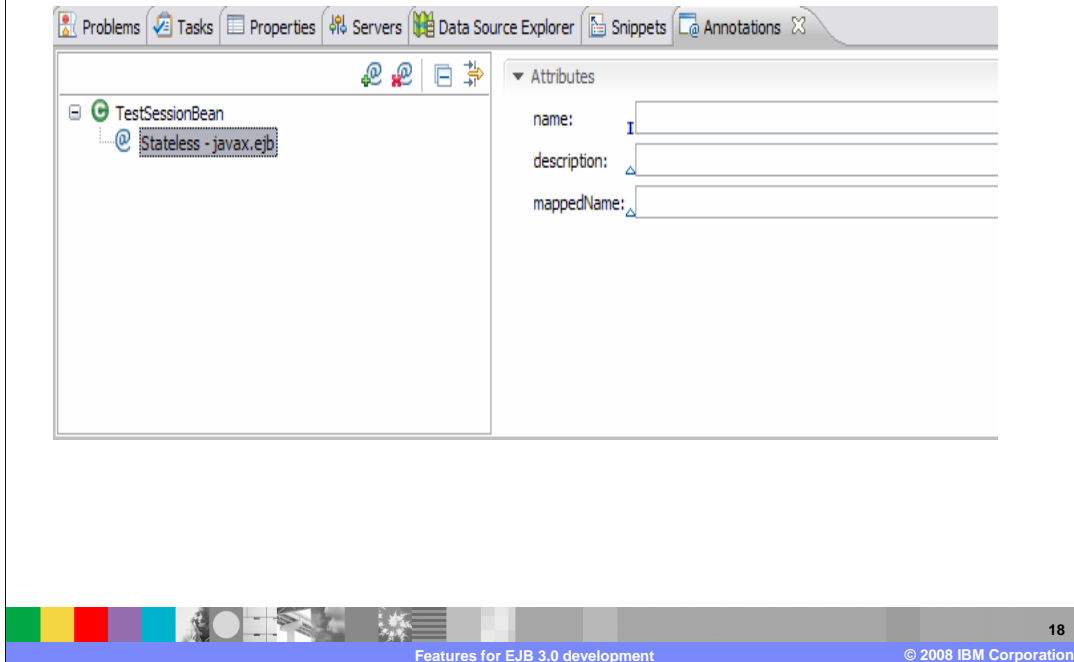 Problems Tasks Properties Servers Data Source Explorer Snippets Annotations
Attributes
TestSessionBean
Stateless - javax.ejb
name:
description:
mappedName:
18
Features for EJB 3.0 development © 2008 IBM Corporation